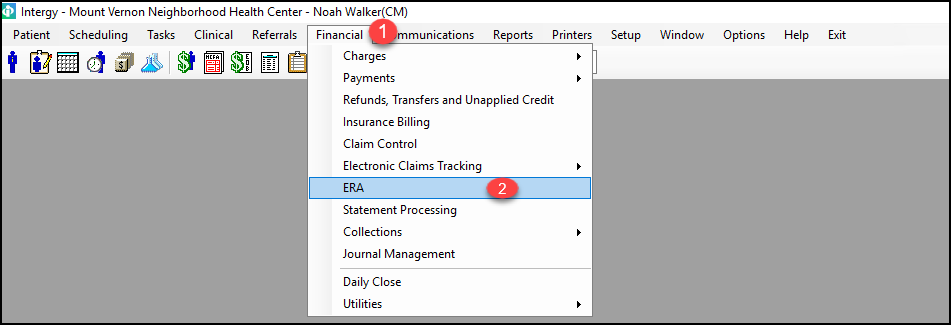 Intergy - Mount Vernon Neighborhood Health Center - Noah Walker(CM)
Patient Scheduling Tasks Clinical Referrals Financial 1 ommunications Reports Printers Setup Window Options Help Exit
Charges
Payments
Refunds, Transfers and Unapplied Credit
Insurance Billing
Claim Control
Electronic Claims Tracking
ERA 2
Statement Processing
Collections
Journal Management
Daily Close
Utilities